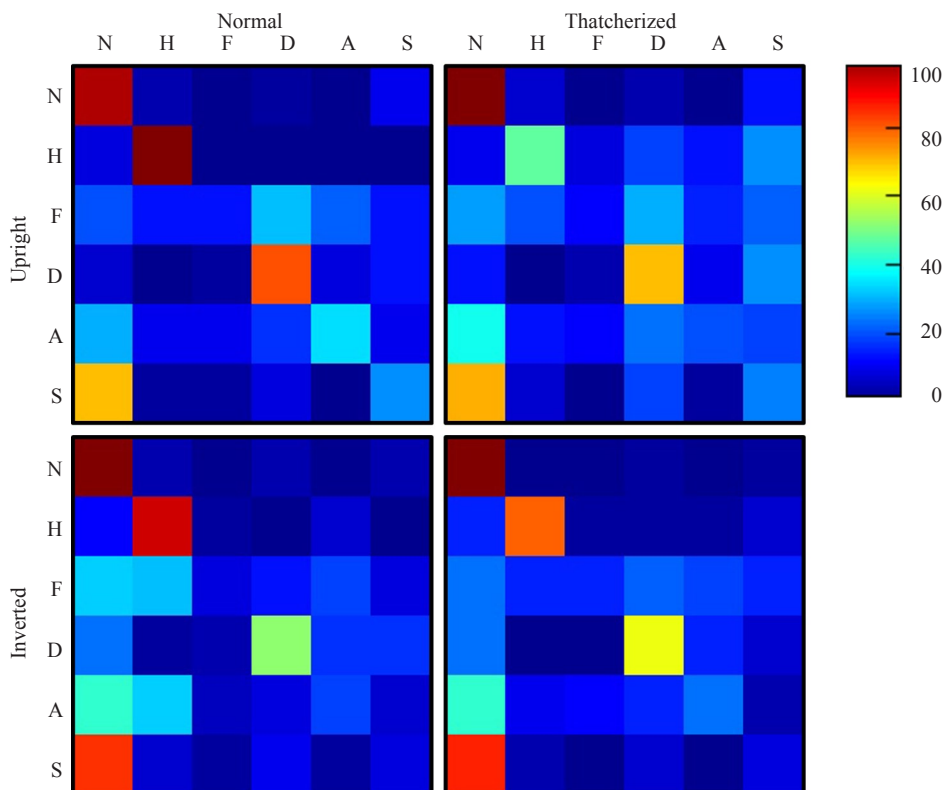 Normal Thatcherized
N H F D A S N H F D A S
N
H
F
D
A
S
Upright
N
H
F
D
A
S
Inverted
100
80
60
40
20
0